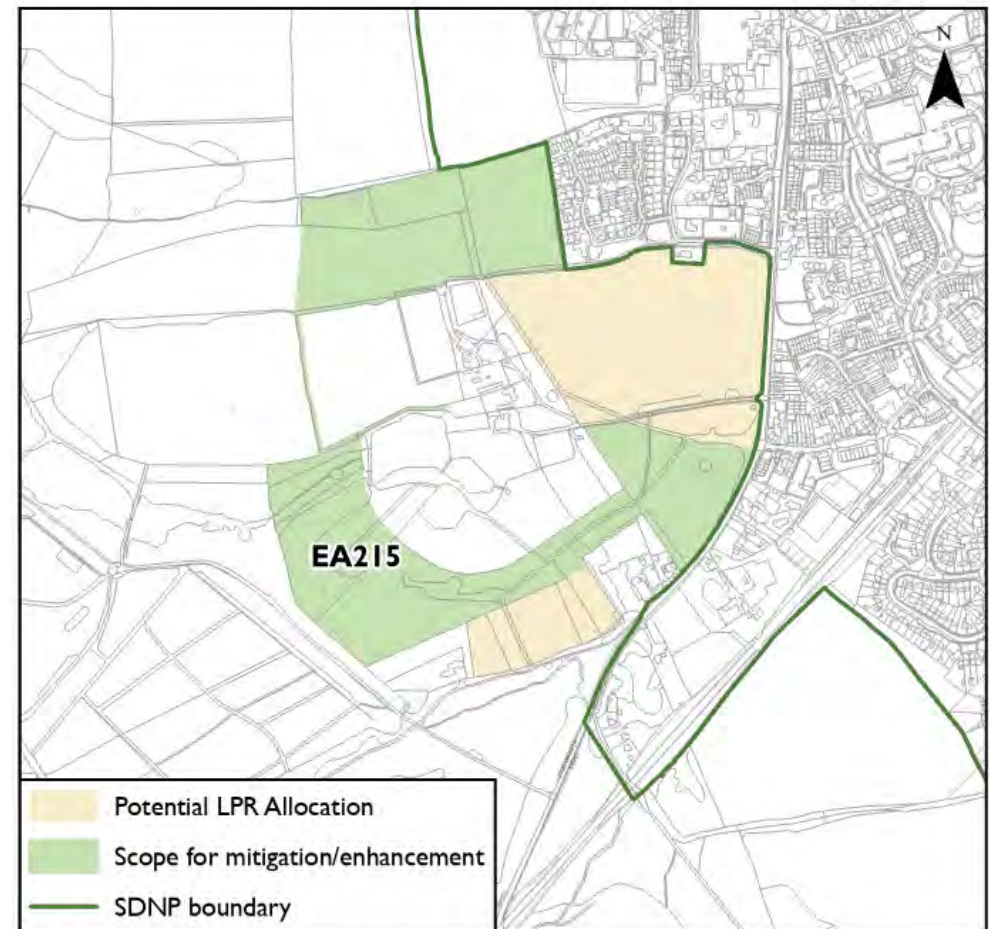 N
EA215
Potential LPR Allocation
Scope for mitigation/enhancement
SDNP boundary